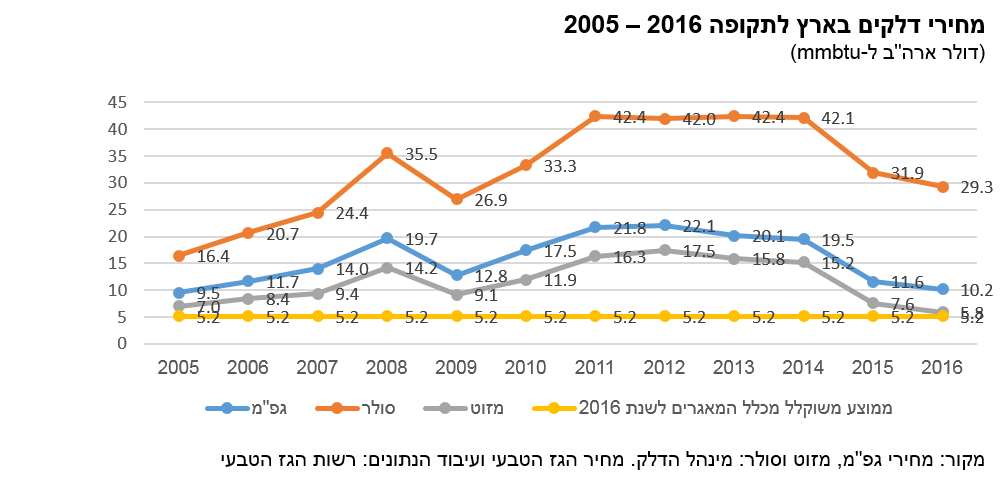 מחירי דלקים בארץ לתקופה 2005 – 2016
(דולר ארה"ב ל-mmbtu)
45
40
35
30
25
20
15
10
5
0
16.4 20.7 24.4 35.5 26.9 33.3 42.4 42.0 42.4 42.1 31.9 29.3
9.5 11.7 14.0 19.7 12.8 17.5 21.8 22.1 20.1 19.5 11.6 10.2
7.0 8.4 9.4 14.2 9.1 11.9 16.3 17.5 15.8 15.2 7.6 5.8
5.2 5.2 5.2 5.2 5.2 5.2 5.2 5.2 5.2 5.2 5.2 5.2
2005 2006 2007 2008 2009 2010 2011 2012 2013 2014 2015 2016
גפ"מ סולר מזוט ממוצע משוקלל מכלל המאגרים לשנת 2016
מקור: מחירי גפ"מ, מזוט וסולר: מינהל הדלק. מחיר הגז הטבעי ועיבוד הנתונים: רשות הגז הטבעי